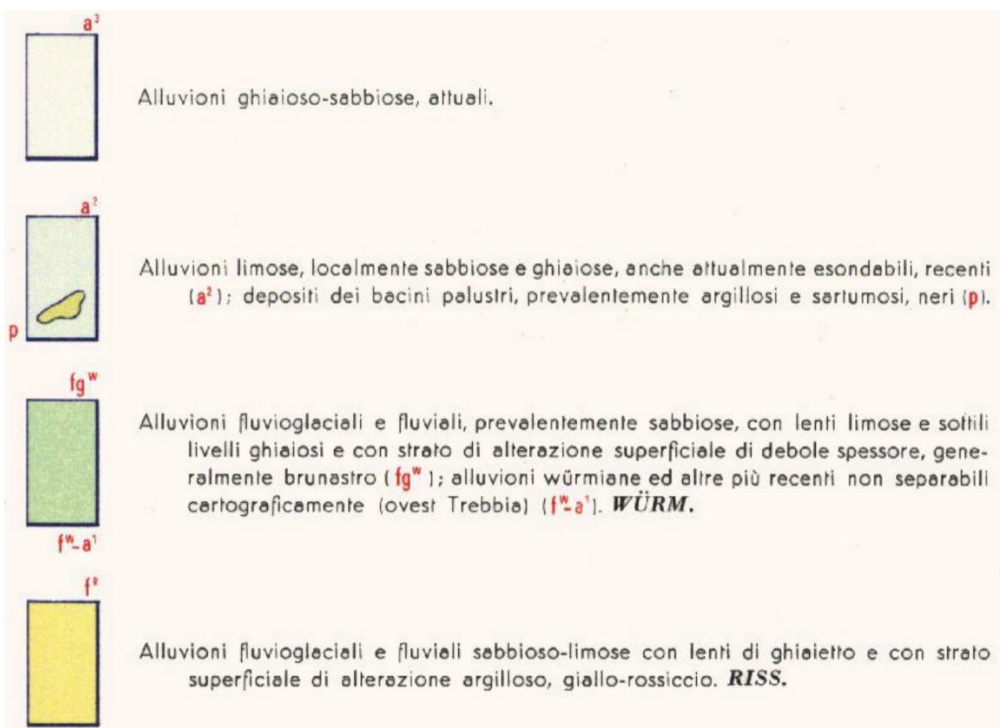 a³
Alluvioni ghiaioso-sabbiose, attuali.
a²
Alluvioni limose, localmente sabbiose e ghiaiose, anche attualmente esondabili, recenti
(a²); depositi dei bacini palustri, prevalentemente argillosi e sartumosi, neri (p).
p
fgᵂ
Alluvioni fluvioglaciali e fluviali, prevalentemente sabbiose, con lenti limose e sottili
livelli ghiaiosi e con strato di alterazione superficiale di debole spessore, gene-
ralmente brunastro (fgᵂ); alluvioni würmiane ed altre più recenti non separabili
cartograficamente (ovest Trebbia) (fᵂ-a¹). WÜRM.
fᵂ-a¹
fᴿ
Alluvioni fluvioglaciali e fluviali sabbioso-limose con lenti di ghiaietto e con strato
superficiale di alterazione argilloso, giallo-rossiccio. RISS.